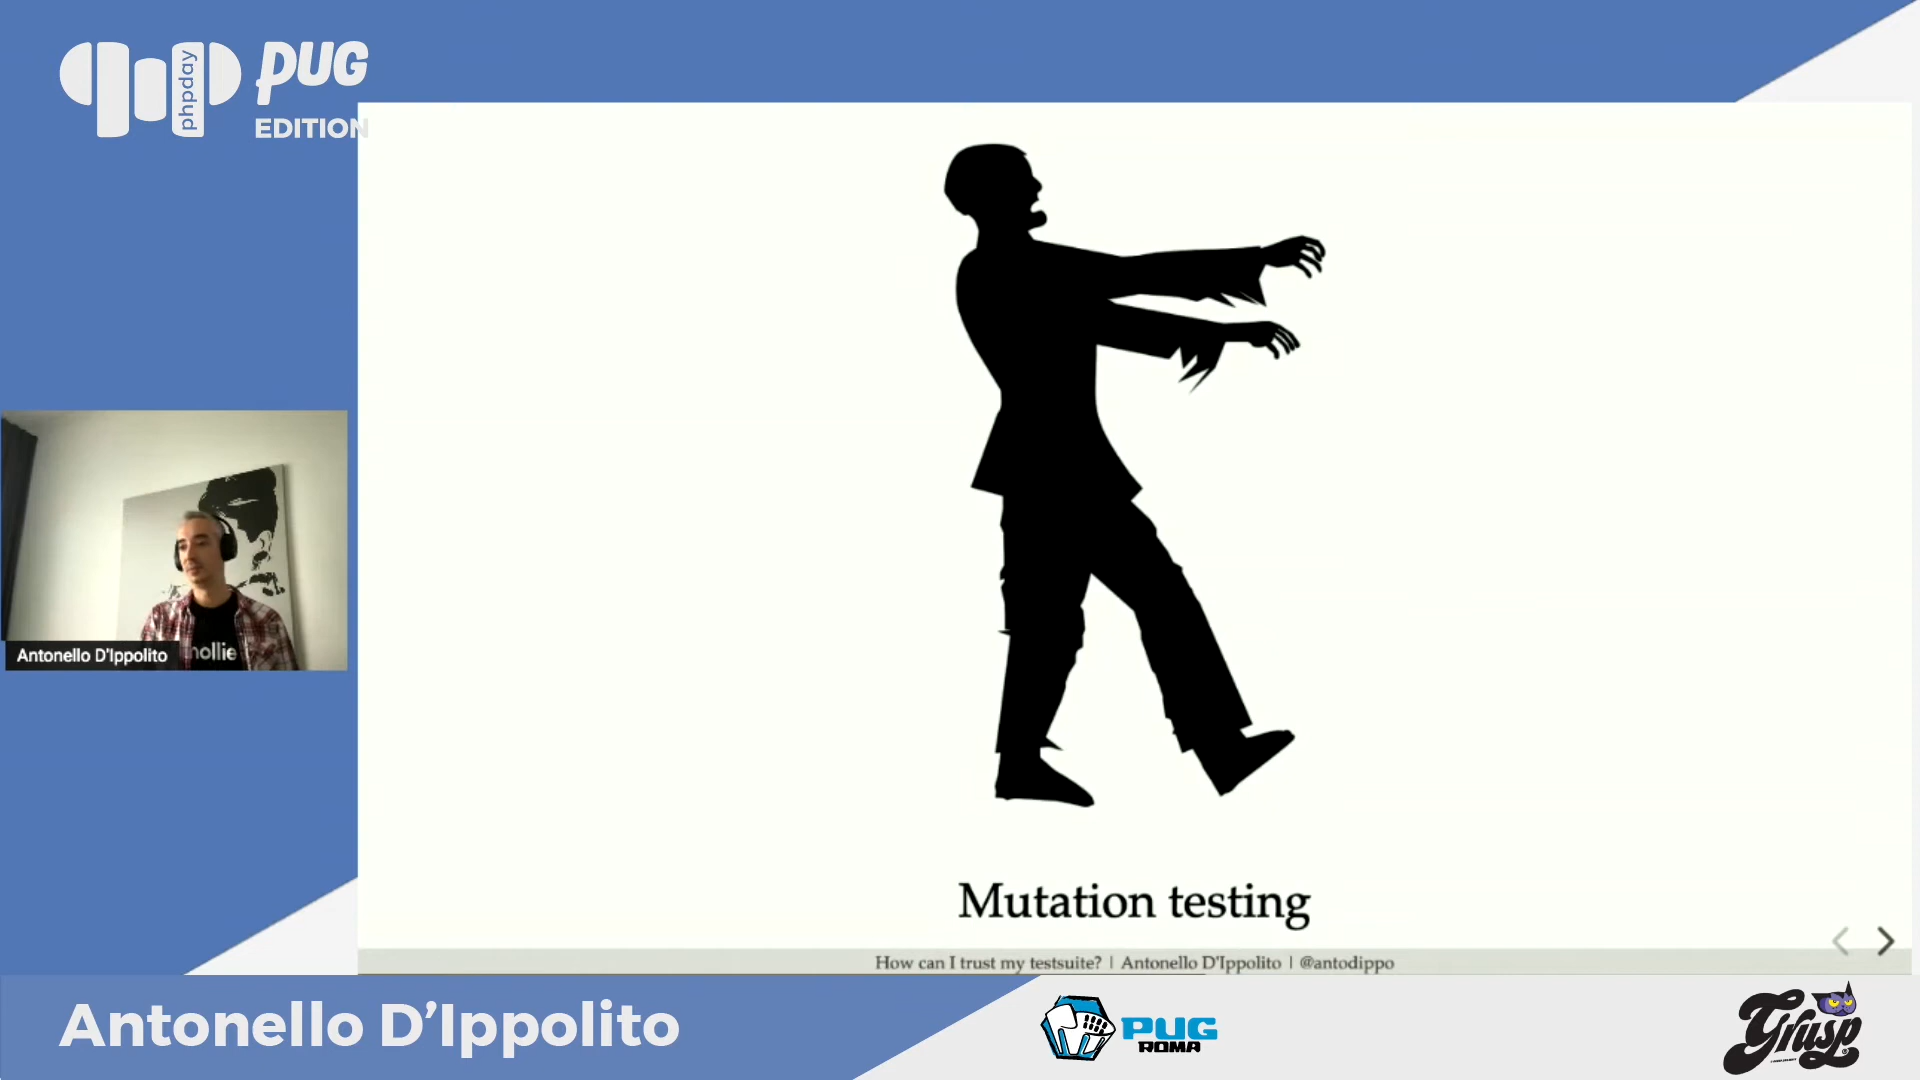 phpday
PUG
EDITION
Mutation testing
How can I trust my testsuite? | Antonello D'Ippolito | @antodippo
Antonello D'Ippolito
mollie
Antonello D’Ippolito
PUG
ROMA
Grusp